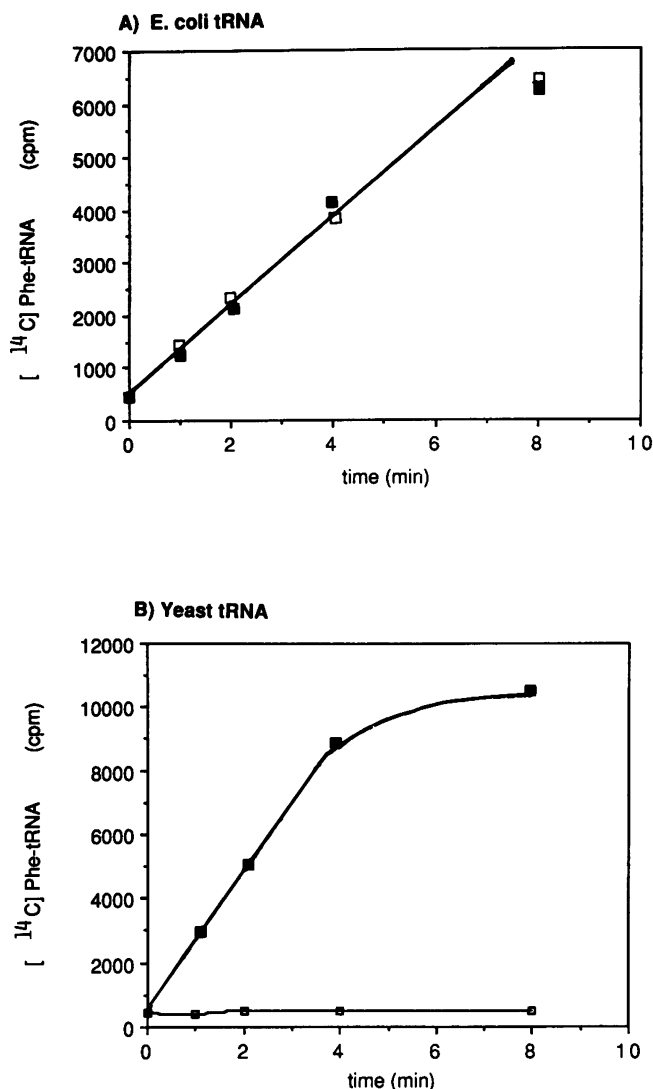 A) E. coli tRNA
7000
6000
5000
4000
3000
2000
1000
0
[ 14C] Phe-tRNA (cpm)
0 2 4 6 8 10
time (min)
B) Yeast tRNA
12000
10000
8000
6000
4000
2000
0
[ 14C] Phe-tRNA (cpm)
0 2 4 6 8 10
time (min)